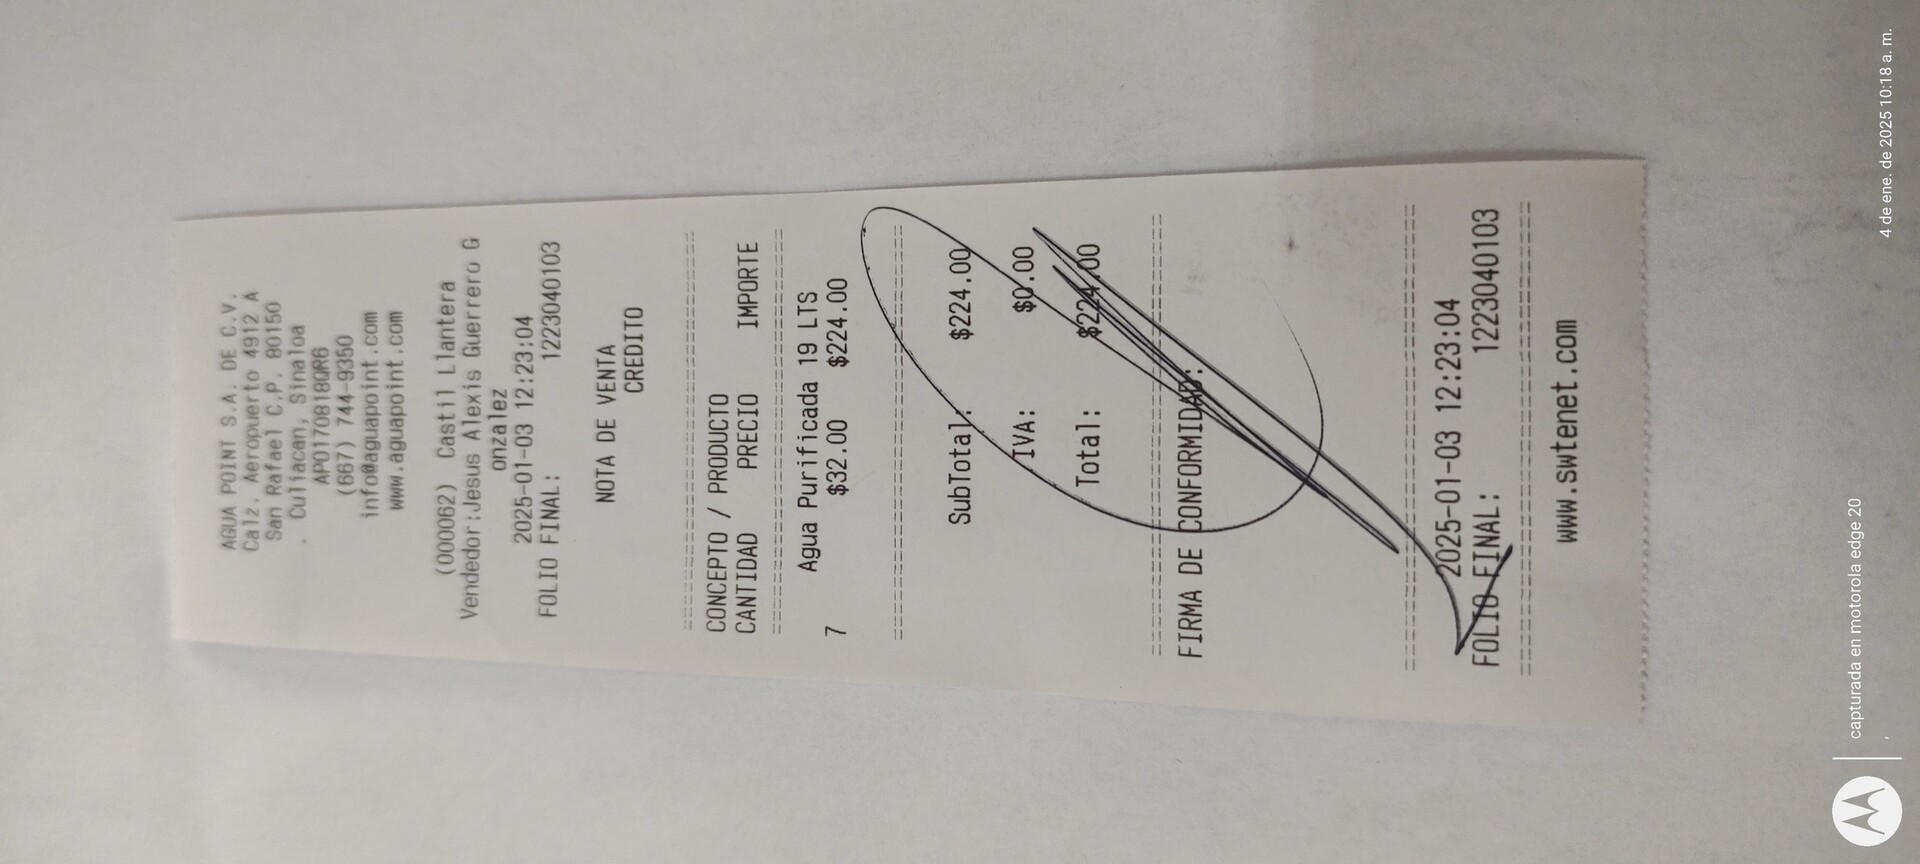 AGUA POINT S.A. DE C.V.
Calz. Aeropuerto 4912 A
San Rafael C.P. 80150
. Culiacan, Sinaloa
APO170818QR6
(667) 744-9350
info@aguapoint.com
www.aguapoint.com
(000062) Castil Llantera
Vendedor:Jesus Alexis Guerrero G
onzalez
2025-01-03 12:23:04
FOLIO FINAL: 1223040103
NOTA DE VENTA
CREDITO
CONCEPTO / PRODUCTO
CANTIDAD PRECIO IMPORTE
Agua Purificada 19 LTS
7 $32.00 $224.00
SubTotal: $224.00
IVA: $0.00
Total: $224.00
FIRMA DE CONFORMIDAD:
2025-01-03 12:23:04
FOLIO FINAL: 1223040103
www.swtenet.com
capturada en motorola edge 20
,
4 de ene. de 2025 10:18 a. m.